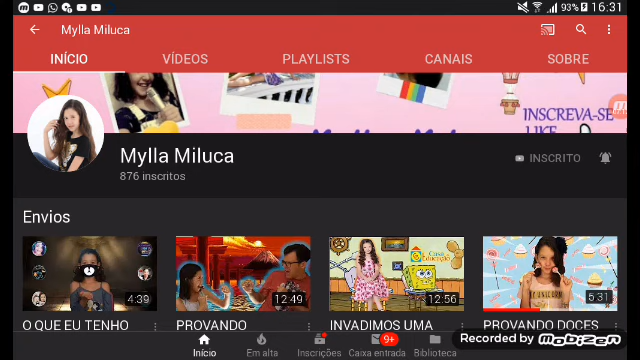 93% 16:31
Mylla Miluca
INÍCIO VÍDEOS PLAYLISTS CANAIS SOBRE
INSCREVA-SE
LIKE
Mylla Miluca
876 inscritos
INSCRITO
Envios
4:39 12:49 12:56 5:31
O QUE EU TENHO PROVANDO INVADIMOS UMA PROVANDO DOCES
Início Em alta Inscrições Caixa entrada 9+ Biblioteca
Recorded by MOBIZEN